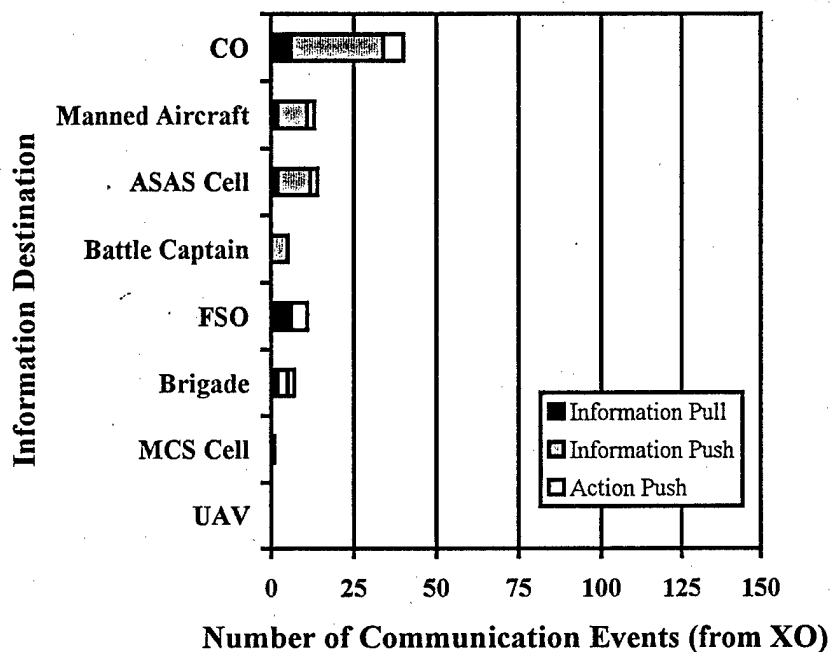 Information Destination
CO
Manned Aircraft
ASAS Cell
Battle Captain
FSO
Brigade
MCS Cell
UAV
Information Pull
Information Push
Action Push
0 25 50 75 100 125 150
Number of Communication Events (from XO)